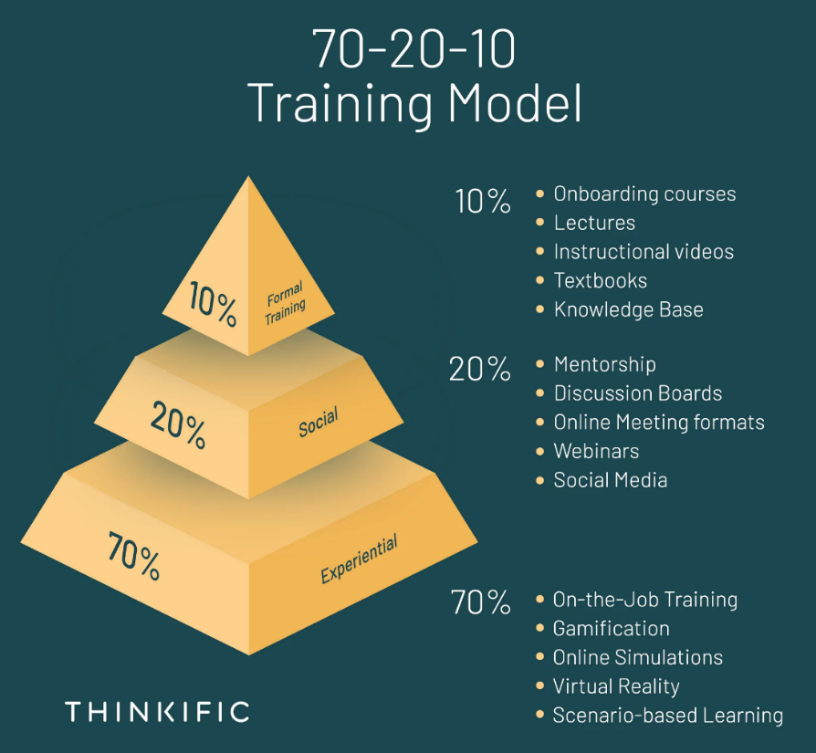 70-20-10
Training Model
10%
Formal
Training
20%
Social
70%
Experiential
10%
Onboarding courses
Lectures
Instructional videos
Textbooks
Knowledge Base
20%
Mentorship
Discussion Boards
Online Meeting formats
Webinars
Social Media
70%
On-the-Job Training
Gamification
Online Simulations
Virtual Reality
Scenario-based Learning
THINKIFIC